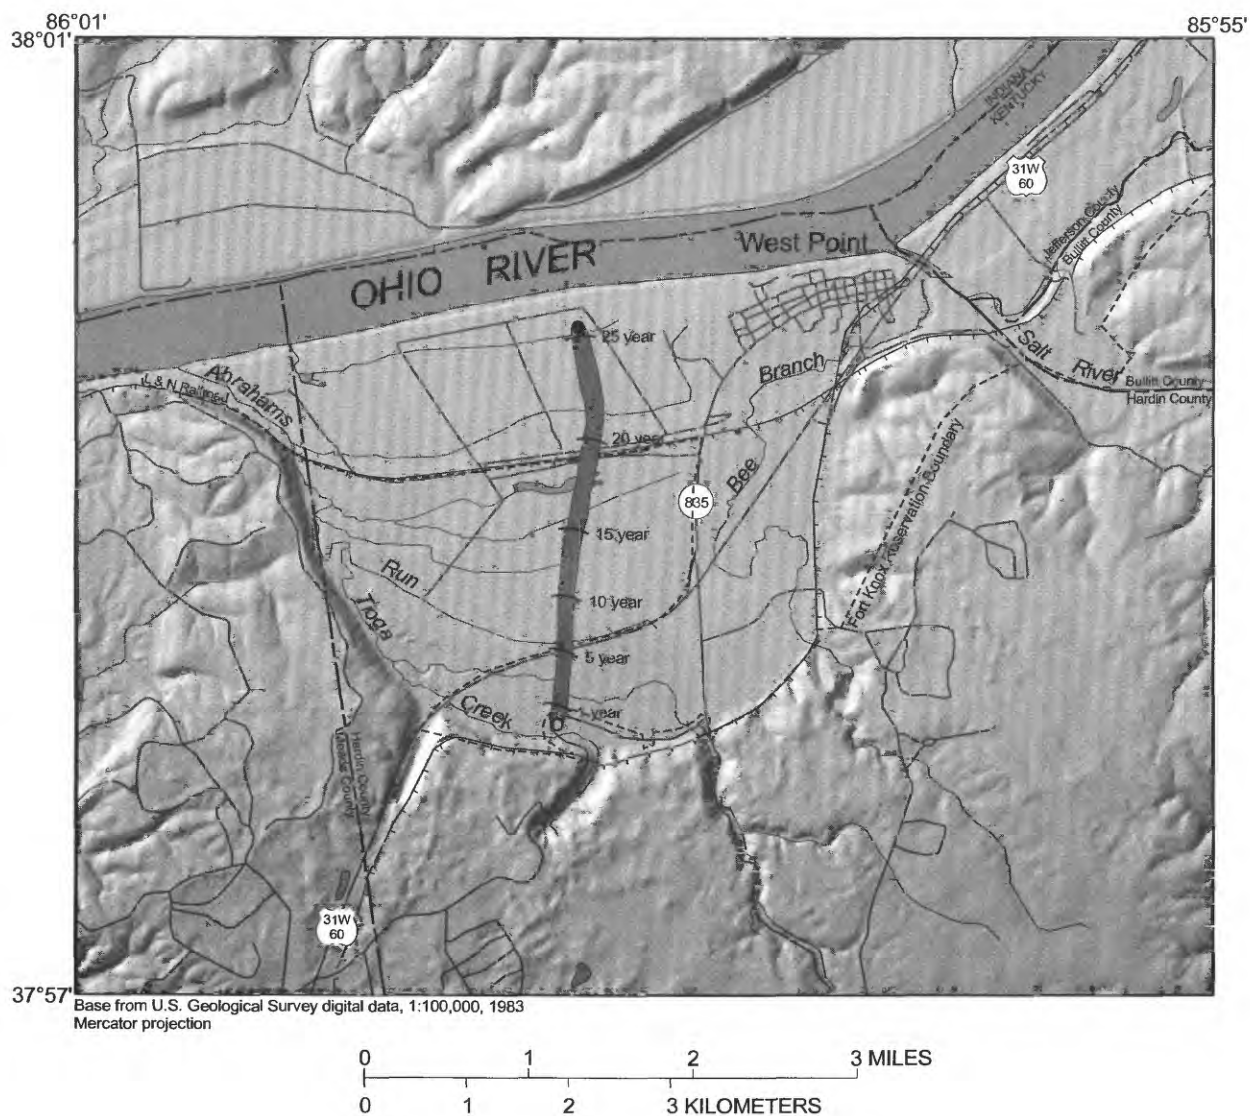 86°01'
85°55'
38°01'
INDIANA
KENTUCKY
31W
60
Jefferson County
Bullitt County
West Point
OHIO RIVER
25 year
Salt River
Branch
Abrahams
L & N Railroad
Bullitt County
Hardin County
20 year
Bee
835
Fort Knox Reservation Boundary
15 year
Run
10 year
Tioga
5 year
Creek
1 year
Hardin County
Meade County
31W
60
37°57'
Base from U.S. Geological Survey digital data, 1:100,000, 1983
Mercator projection
0 1 2 3 MILES
0 1 2 3 KILOMETERS